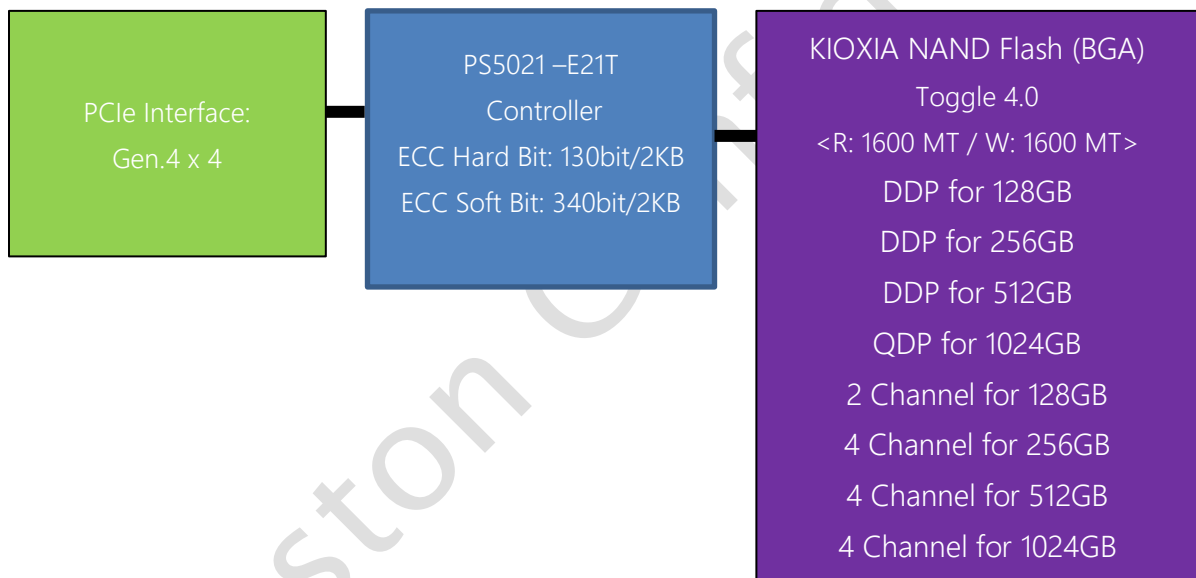 PCIe Interface:
Gen.4 x 4
PS5021 –E21T
Controller
ECC Hard Bit: 130bit/2KB
ECC Soft Bit: 340bit/2KB
KIOXIA NAND Flash (BGA)
Toggle 4.0
<R: 1600 MT / W: 1600 MT>
DDP for 128GB
DDP for 256GB
DDP for 512GB
QDP for 1024GB
2 Channel for 128GB
4 Channel for 256GB
4 Channel for 512GB
4 Channel for 1024GB